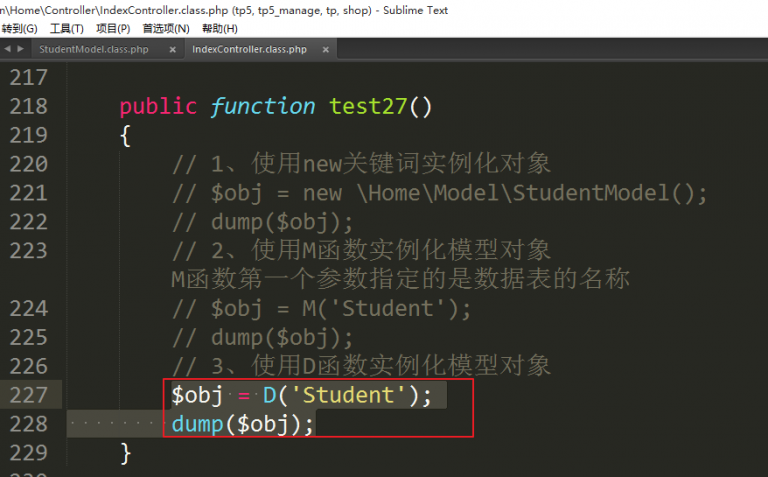 n\Home\Controller\IndexController.class.php (tp5, tp5_manage, tp, shop) - Sublime Text
转到(G) 工具(T) 项目(P) 首选项(N) 帮助(H)
StudentModel.class.php × IndexController.class.php ×
217
218 public function test27()
219 {
220 // 1、使用new关键词实例化对象
221 // $obj = new \Home\Model\StudentModel();
222 // dump($obj);
223 // 2、使用M函数实例化模型对象
M函数第一个参数指定的是数据表的名称
224 // $obj = M('Student');
225 // dump($obj);
226 // 3、使用D函数实例化模型对象
227 $obj = D('Student');
228 dump($obj);
229 }